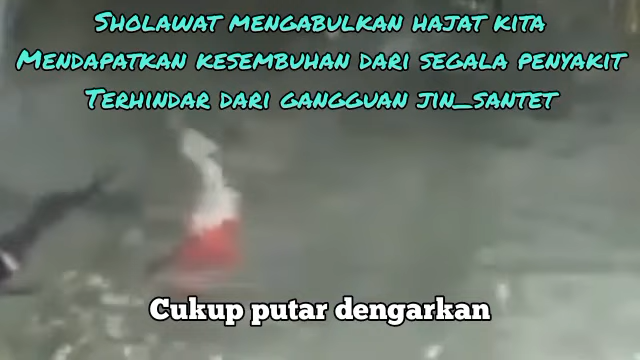 Sholawat mengabulkan hajat kita
Mendapatkan kesembuhan dari segala penyakit
Terhindar dari gangguan jin_santet
Cukup putar dengarkan